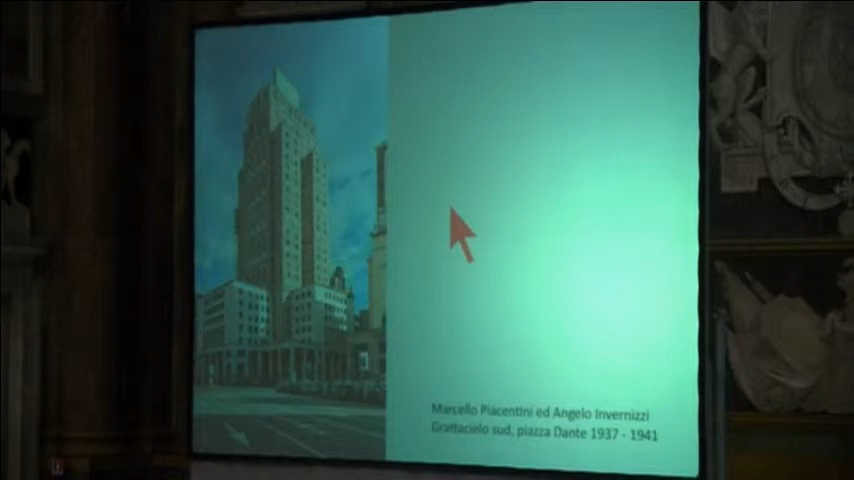 Marcello Piacentini ed Angelo Invernizzi
Grattacielo sud, piazza Dante 1937 - 1941